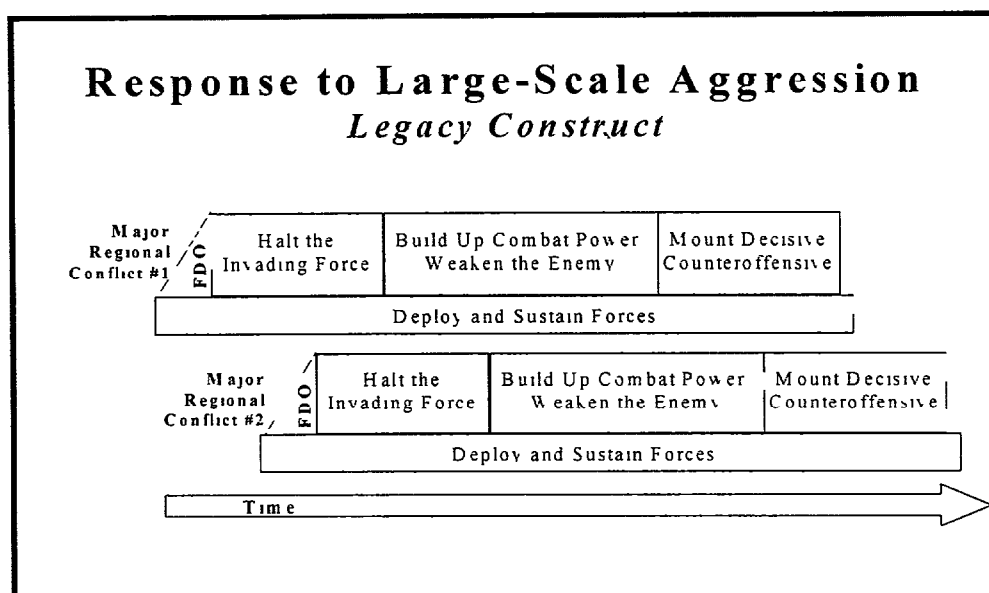 Response to Large-Scale Aggression
Legacy Construct
Major
Regional
Conflict #1
FDO
Halt the
Invading Force
Build Up Combat Power
Weaken the Enemy
Mount Decisive
Counteroffensive
Deploy and Sustain Forces
Major
Regional
Conflict #2
FDO
Halt the
Invading Force
Build Up Combat Power
Weaken the Enemy
Mount Decisive
Counteroffensive
Deploy and Sustain Forces
Time